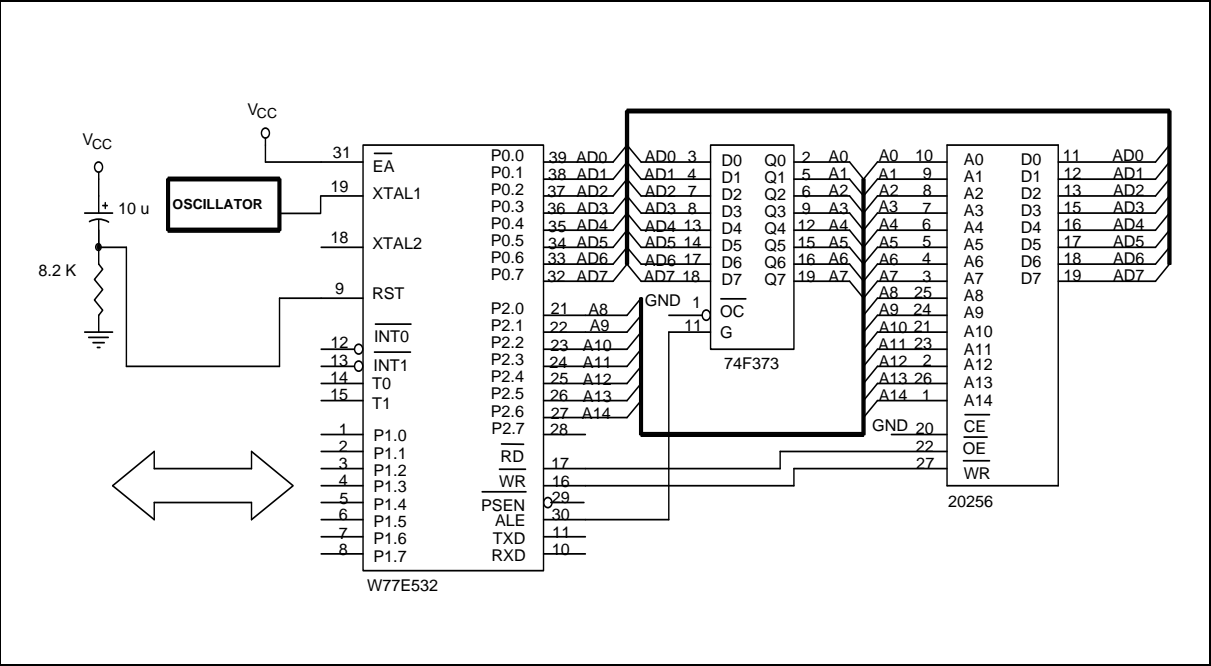 VCC
VCC
+
10 u
8.2 K
OSCILLATOR
31 EA
19 XTAL1
18 XTAL2
9 RST
12 INT0
13 INT1
14 T0
15 T1
1 P1.0
2 P1.1
3 P1.2
4 P1.3
5 P1.4
6 P1.5
7 P1.6
8 P1.7
P0.0 39 AD0
P0.1 38 AD1
P0.2 37 AD2
P0.3 36 AD3
P0.4 35 AD4
P0.5 34 AD5
P0.6 33 AD6
P0.7 32 AD7
P2.0 21 A8
P2.1 22 A9
P2.2 23 A10
P2.3 24 A11
P2.4 25 A12
P2.5 26 A13
P2.6 27 A14
P2.7 28
RD 17
WR 16
PSEN 29
ALE 30
TXD 11
RXD 10
W77E532
AD0 3 D0 Q0 2 A0
AD1 4 D1 Q1 5 A1
AD2 7 D2 Q2 6 A2
AD3 8 D3 Q3 9 A3
AD4 13 D4 Q4 12 A4
AD5 14 D5 Q5 15 A5
AD6 17 D6 Q6 16 A6
AD7 18 D7 Q7 19 A7
GND 1 OC
11 G
74F373
A0 10 A0 D0 11 AD0
A1 9 A1 D1 12 AD1
A2 8 A2 D2 13 AD2
A3 7 A3 D3 15 AD3
A4 6 A4 D4 16 AD4
A5 5 A5 D5 17 AD5
A6 4 A6 D6 18 AD6
A7 3 A7 D7 19 AD7
A8 25 A8
A9 24 A9
A10 21 A10
A11 23 A11
A12 2 A12
A13 26 A13
A14 1 A14
GND 20 CE
22 OE
27 WR
20256